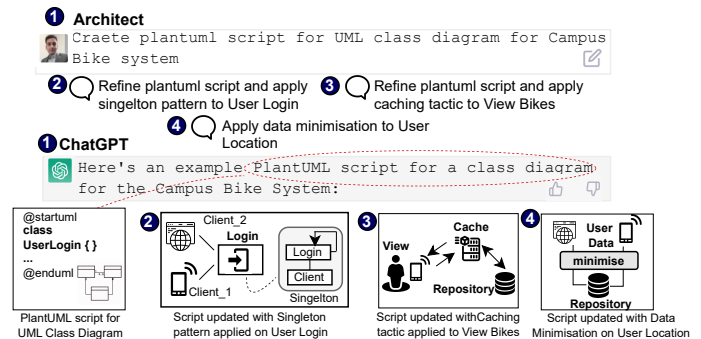 1 Architect
Craete plantuml script for UML class diagram for Campus
Bike system
2 Refine plantuml script and apply
singelton pattern to User Login
3 Refine plantuml script and apply
caching tactic to View Bikes
4 Apply data minimisation to User
Location
1 ChatGPT
Here's an example PlantUML script for a class diagram
for the Campus Bike System:
@startuml
class
UserLogin { }
...
@enduml
PlantUML script for
UML Class Diagram
2
Client_2
Login
Client_1
Login
Client
Singelton
Script updated with Singleton
pattern applied on User Login
3
Cache
View
Repository
Script updated withCaching
tactic applied to View Bikes
4
User
Data
minimise
Repository
Script updated with Data
Minimisation on User Location